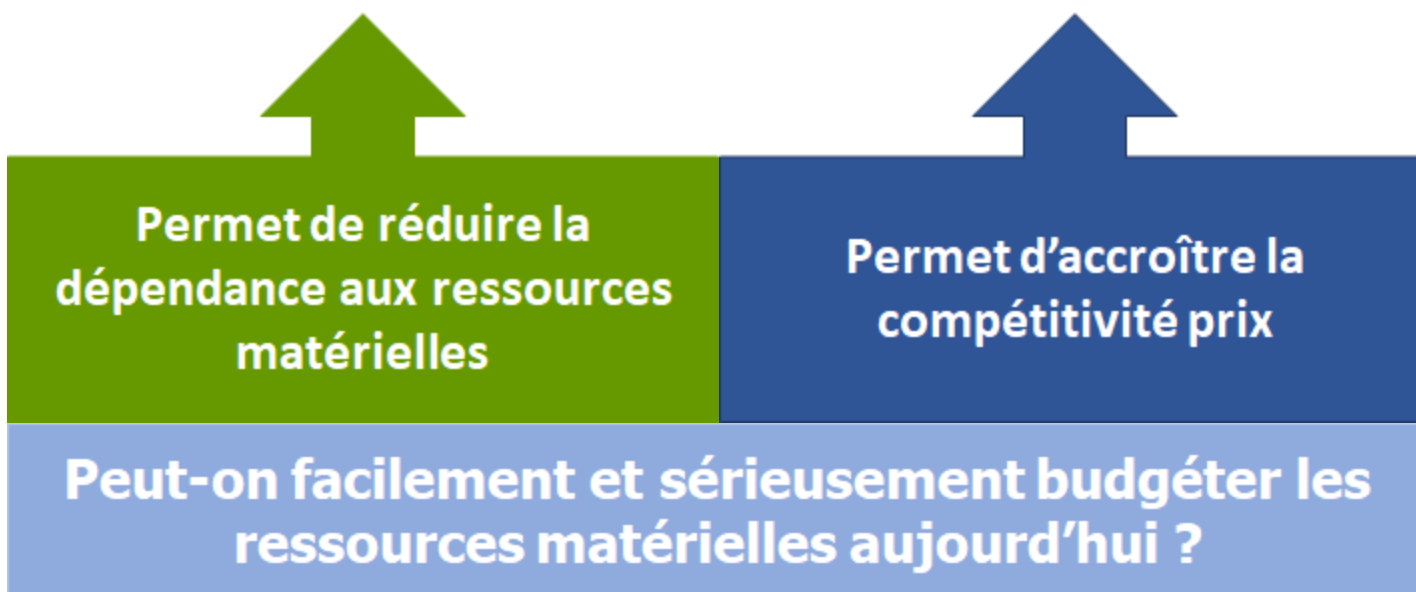 Permet de réduire la
dépendance aux ressources
matérielles
Permet d’accroître la
compétitivité prix
Peut-on facilement et sérieusement budgéter les
ressources matérielles aujourd’hui ?